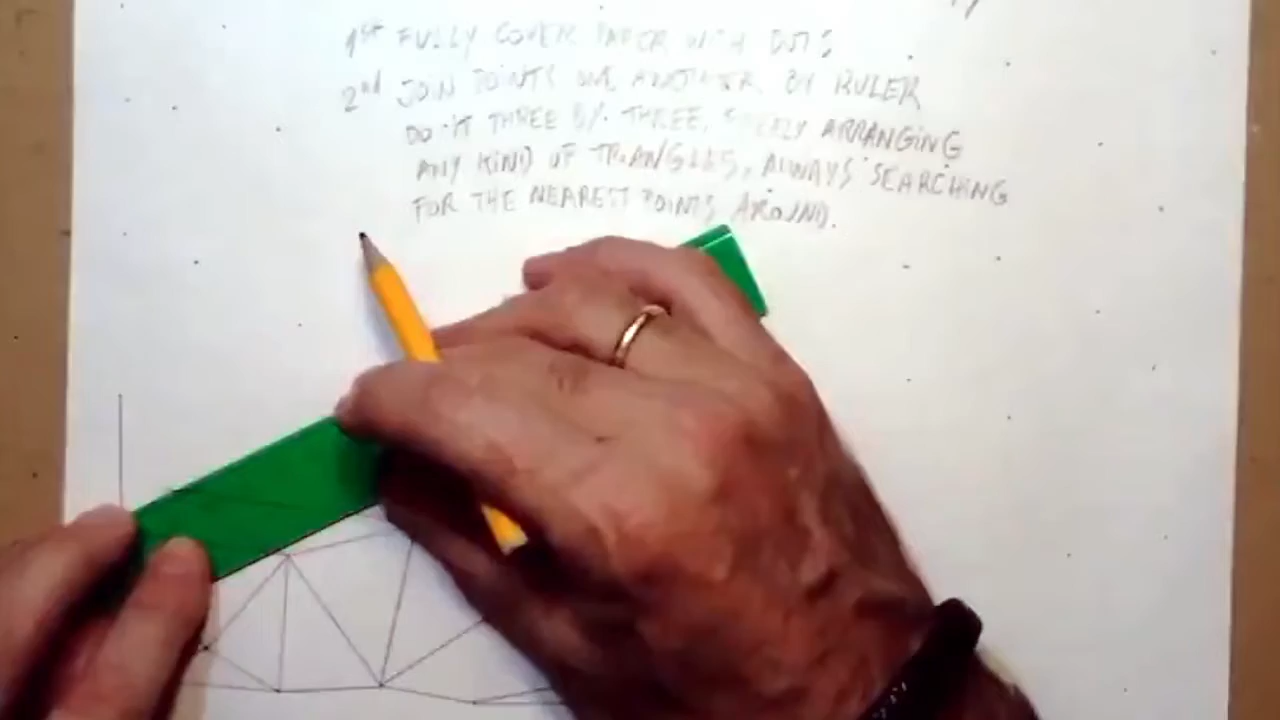 1ST FULLY COVER PAPER WITH DOTS
2nd JOIN POINTS ONE ANOTHER BY RULER
DO IT THREE BY THREE, FREELY ARRANGING
ANY KIND OF TRIANGLES, ALWAYS SEARCHING
FOR THE NEAREST POINTS AROUND.